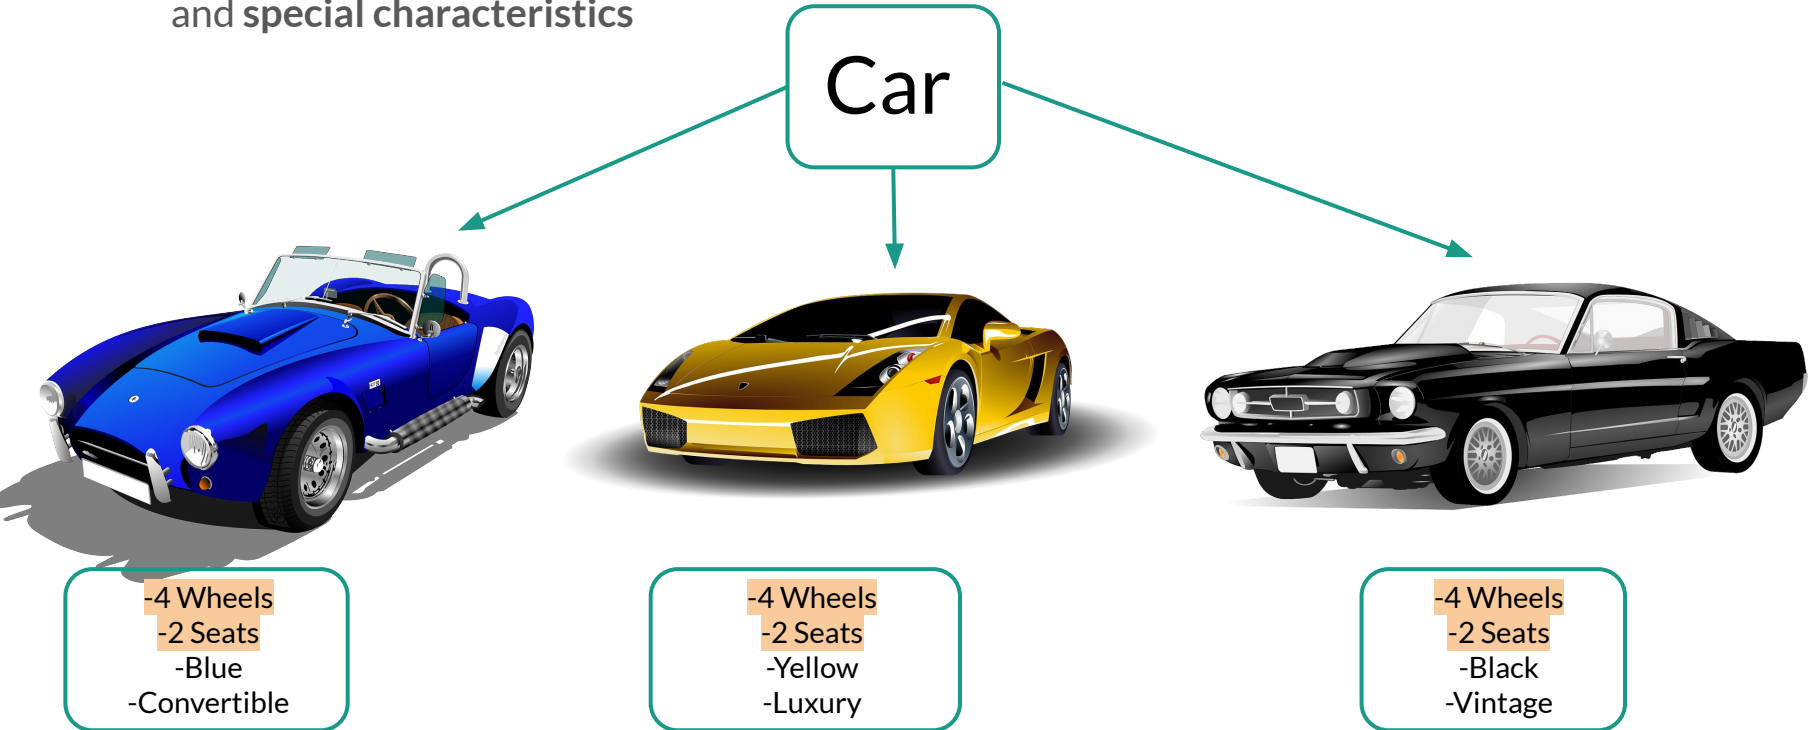 and special characteristics
Car
-4 Wheels
-2 Seats
-Blue
-Convertible
-4 Wheels
-2 Seats
-Yellow
-Luxury
-4 Wheels
-2 Seats
-Black
-Vintage